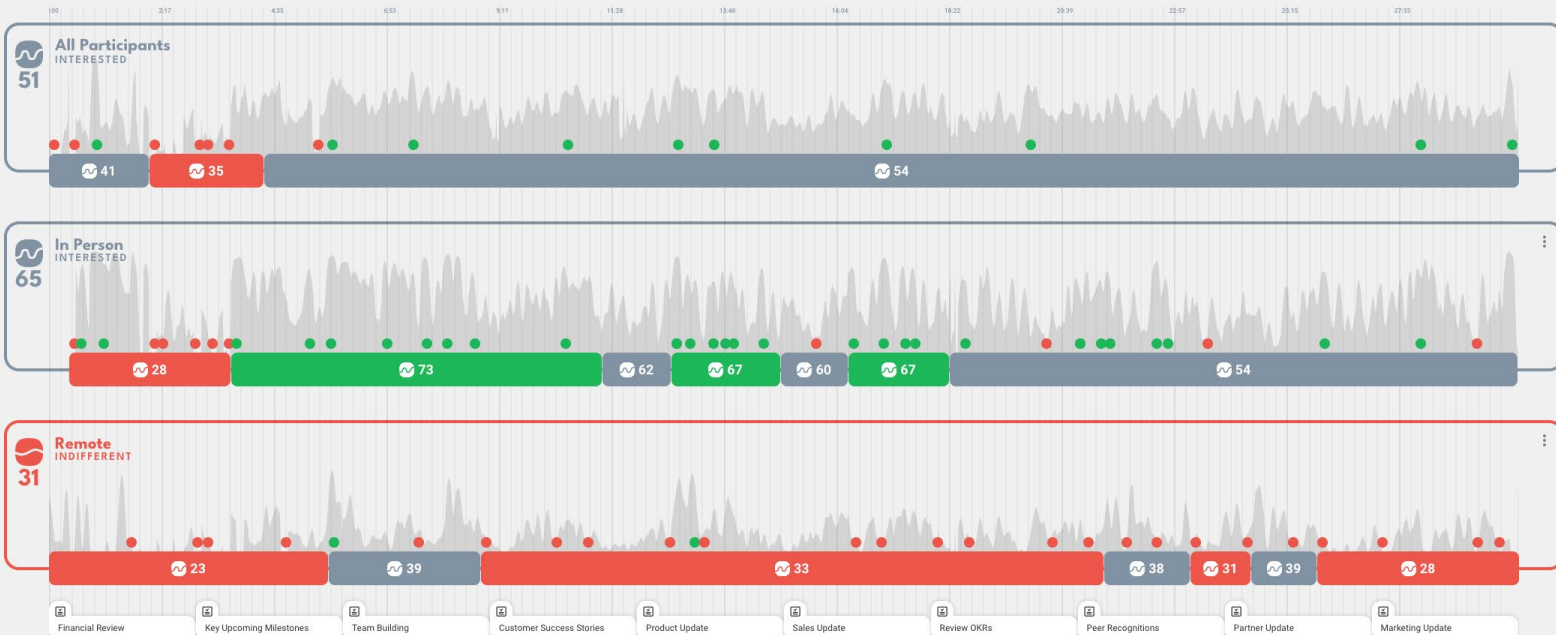 :00 2:17 4:35 6:53 9:11 11:28 13:46 16:04 18:22 20:39 22:57 25:15 27:33
All Participants
INTERESTED
51
41 35 54
In Person
INTERESTED
65
28 73 62 67 60 67 54
Remote
INDIFFERENT
31
23 39 33 38 31 39 28
Financial Review Key Upcoming Milestones Team Building Customer Success Stories Product Update Sales Update Review OKRs Peer Recognitions Partner Update Marketing Update